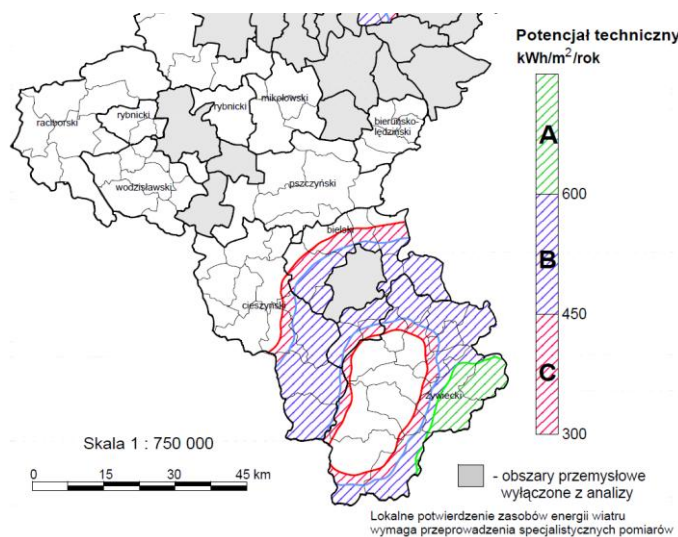 Potencjał techniczny
kWh/m²/rok
A
600
B
450
C
300
mikołowski
rybnicki
rybnicki
raciborski
bieruńsko-
lędziński
wodzisławski
pszczyński
bielski
cieszyński
żywiecki
Skala 1 : 750 000
0 15 30 45 km
- obszary przemysłowe
wyłączone z analizy
Lokalne potwierdzenie zasobów energii wiatru
wymaga przeprowadzenia specjalistycznych pomiarów